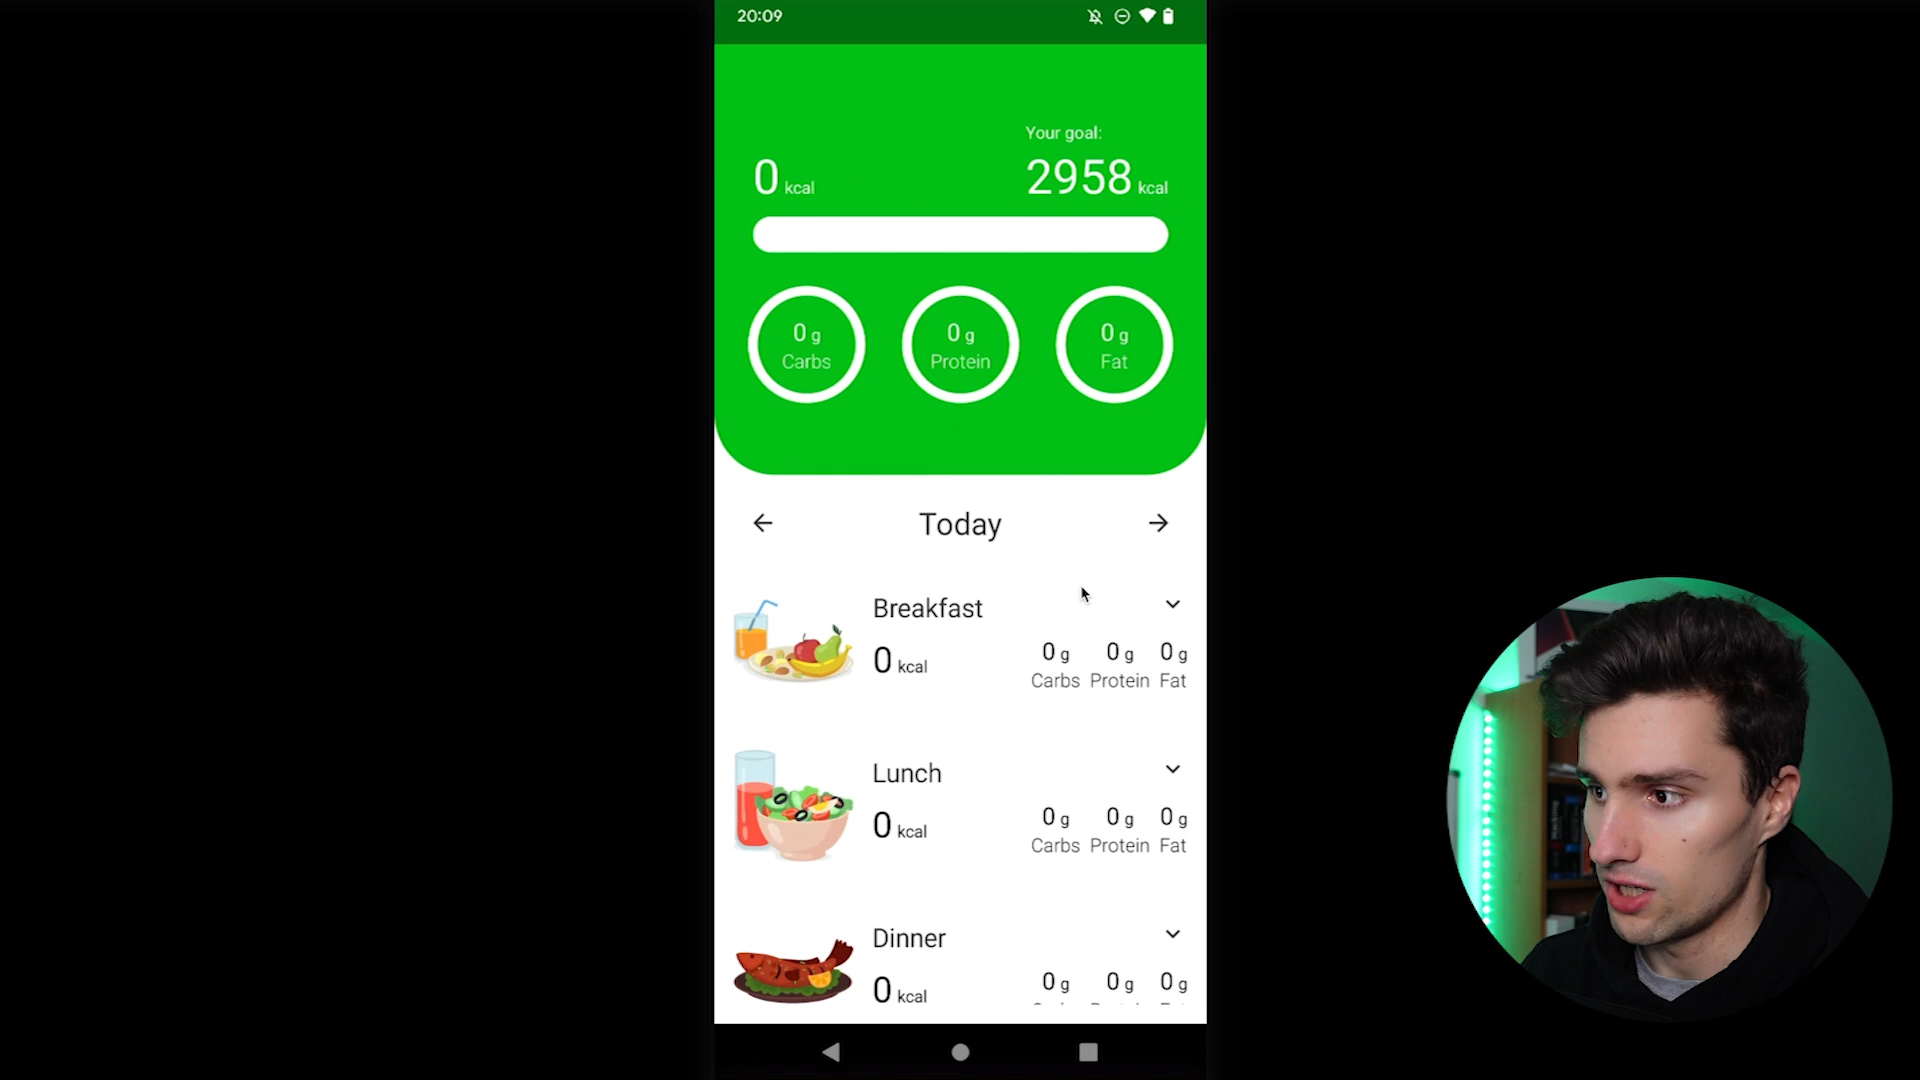 20:09
Your goal:
0 kcal
2958 kcal
0 g
Carbs
0 g
Protein
0 g
Fat
Today
Breakfast
0 kcal
0 g
Carbs
0 g
Protein
0 g
Fat
Lunch
0 kcal
0 g
Carbs
0 g
Protein
0 g
Fat
Dinner
0 kcal
0 g
0 g
0 g